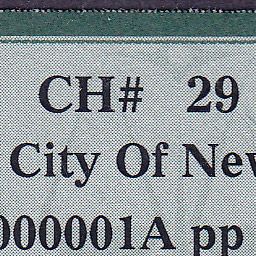 CH# 29
City Of New
000001A pp